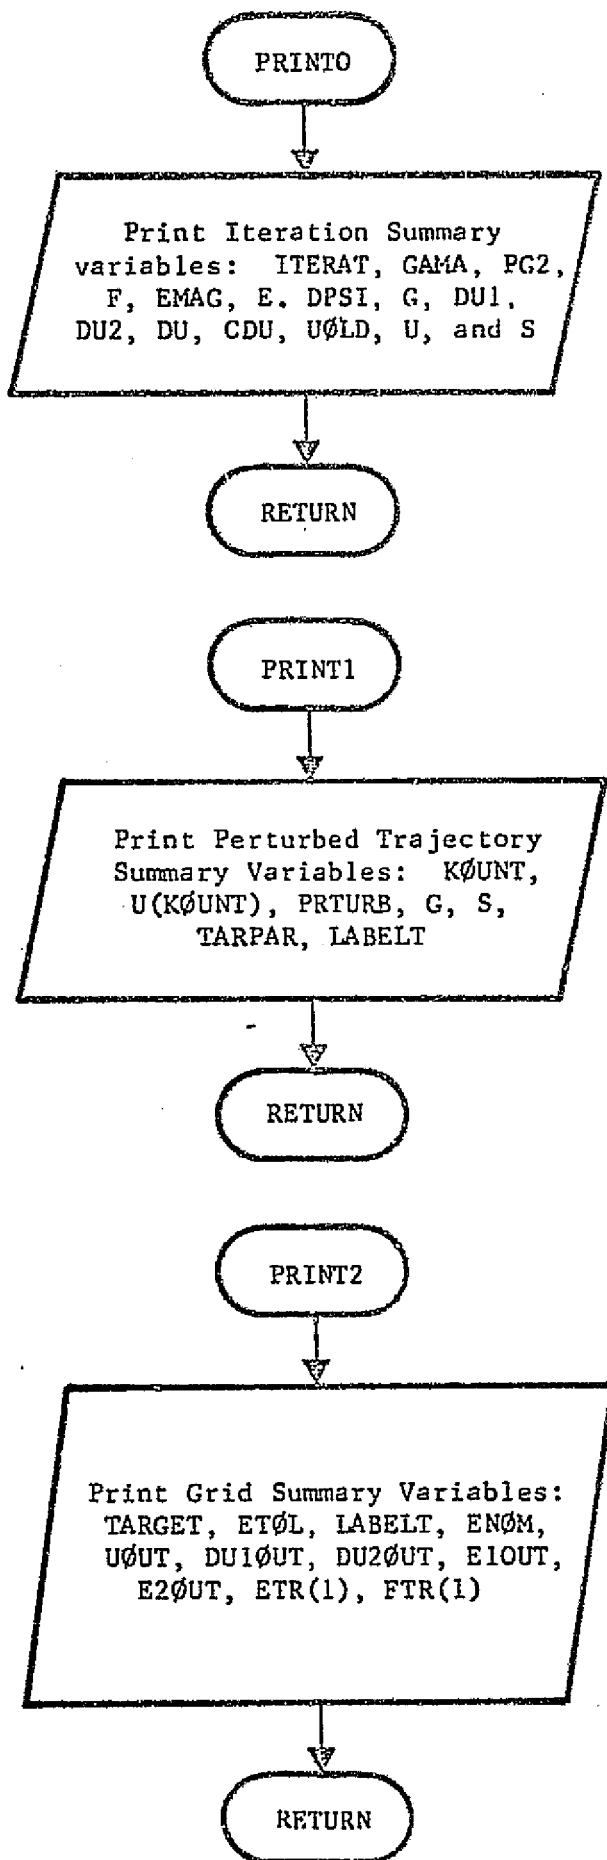 PRINTO
Print Iteration Summary
variables: ITERAT, GAMA, PG2,
F, EMAG, E. DPSI, G, DU1,
DU2, DU, CDU, UØLD, U, and S
RETURN
PRINT1
Print Perturbed Trajectory
Summary Variables: KØUNT,
U(KØUNT), PRTURB, G, S,
TARPAR, LABELT
RETURN
PRINT2
Print Grid Summary Variables:
TARGET, ETØL, LABELT, ENØM,
UØUT, DU1ØUT, DU2ØUT, E1OUT,
E2ØUT, ETR(1), FTR(1)
RETURN